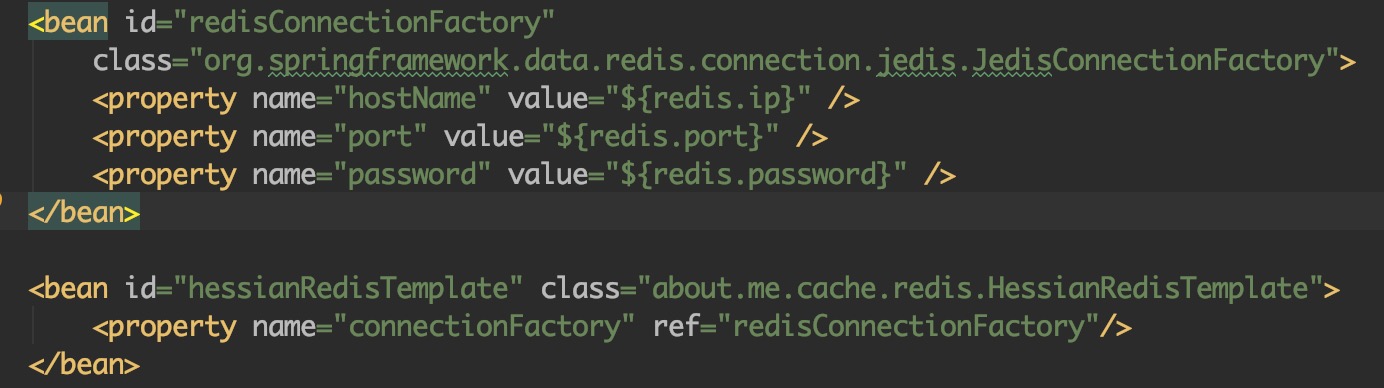 <bean id="redisConnectionFactory"
class="org.springframework.data.redis.connection.jedis.JedisConnectionFactory">
<property name="hostName" value="${redis.ip}" />
<property name="port" value="${redis.port}" />
<property name="password" value="${redis.password}" />
</bean>
<bean id="hessianRedisTemplate" class="about.me.cache.redis.HessianRedisTemplate">
<property name="connectionFactory" ref="redisConnectionFactory"/>
</bean>